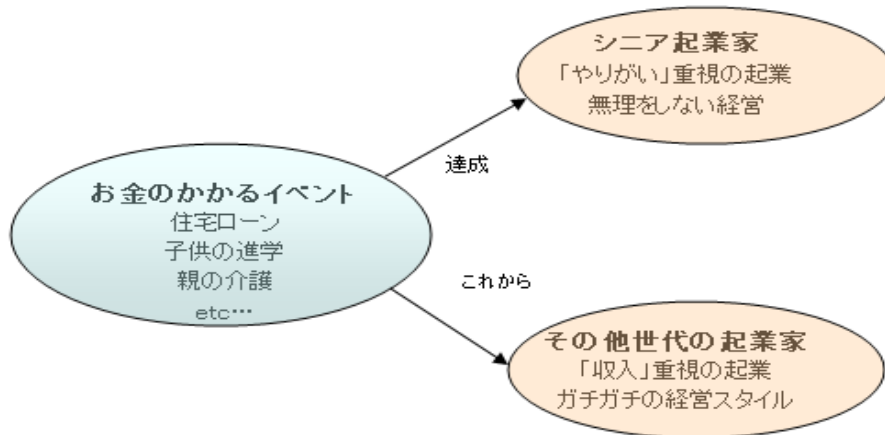 シニア起業家
「やりがい」重視の起業
無理をしない経営
達成
お金のかかるイベント
住宅ローン
子供の進学
親の介護
etc…
これから
その他世代の起業家
「収入」重視の起業
ガチガチの経営スタイル